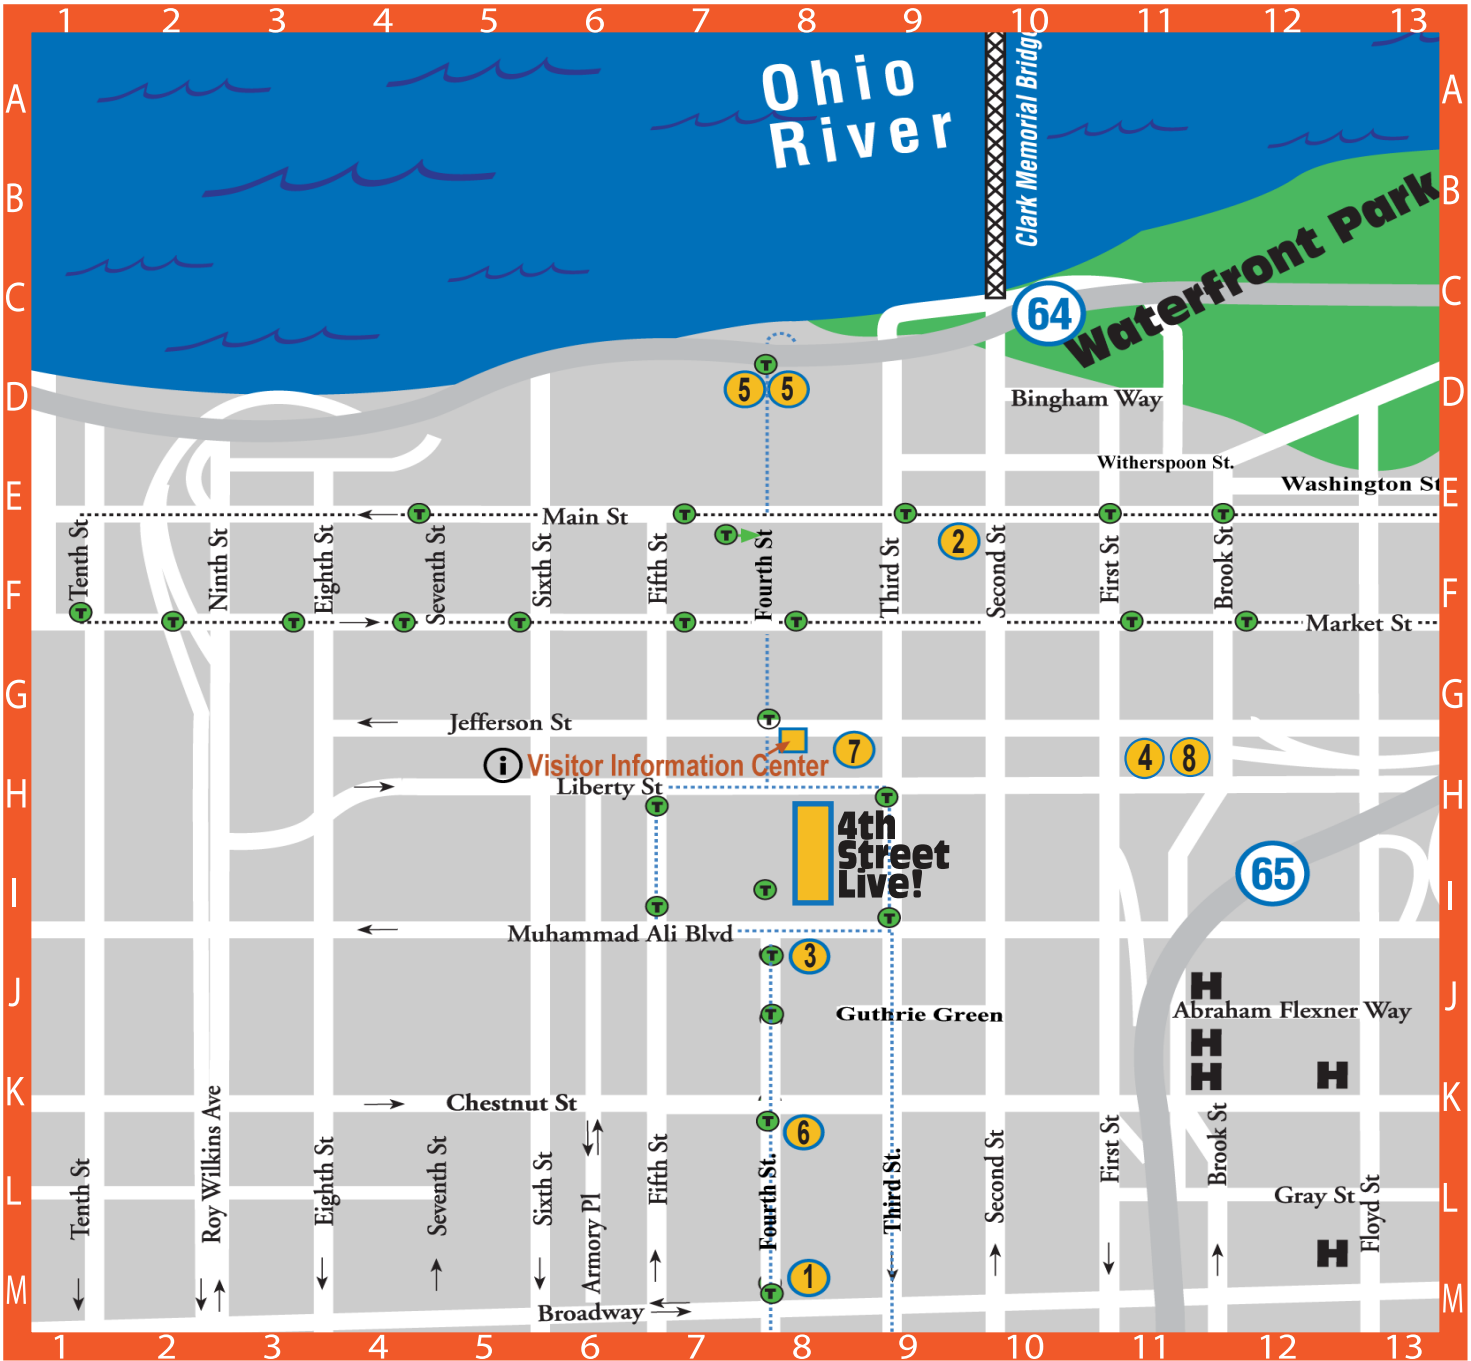 1 2 3 4 5 6 7 8 9 10 11 12 13
A A
Ohio
River
Clark Memorial Bridge
B B
Waterfront Park
C C
64
D D
5 5
Bingham Way
Witherspoon St.
E E
Washington St
Main St
T T T T T T T
2
Tenth St
Ninth St
Eighth St
Seventh St
Sixth St
Fifth St
Fourth St
Third St
Second St
First St
Brook St
F F
T T T T T T T T T
Market St
G G
T
Jefferson St
i Visitor Information Center
7
4 8
H H
Liberty St
T T
4th
Street
Live!
65
I I
T T T
Muhammad Ali Blvd
T 3
J J
H
T
Guthrie Green
Abraham Flexner Way
H
H H
K K
Chestnut St
T 6
Tenth St
Roy Wilkins Ave
Eighth St
Seventh St
Sixth St
Armory Pl
Fifth St
Fourth St.
Third St.
Second St
First St
Brook St
Floyd St
L L
Gray St
H
T 1
M M
Broadway
1 2 3 4 5 6 7 8 9 10 11 12 13